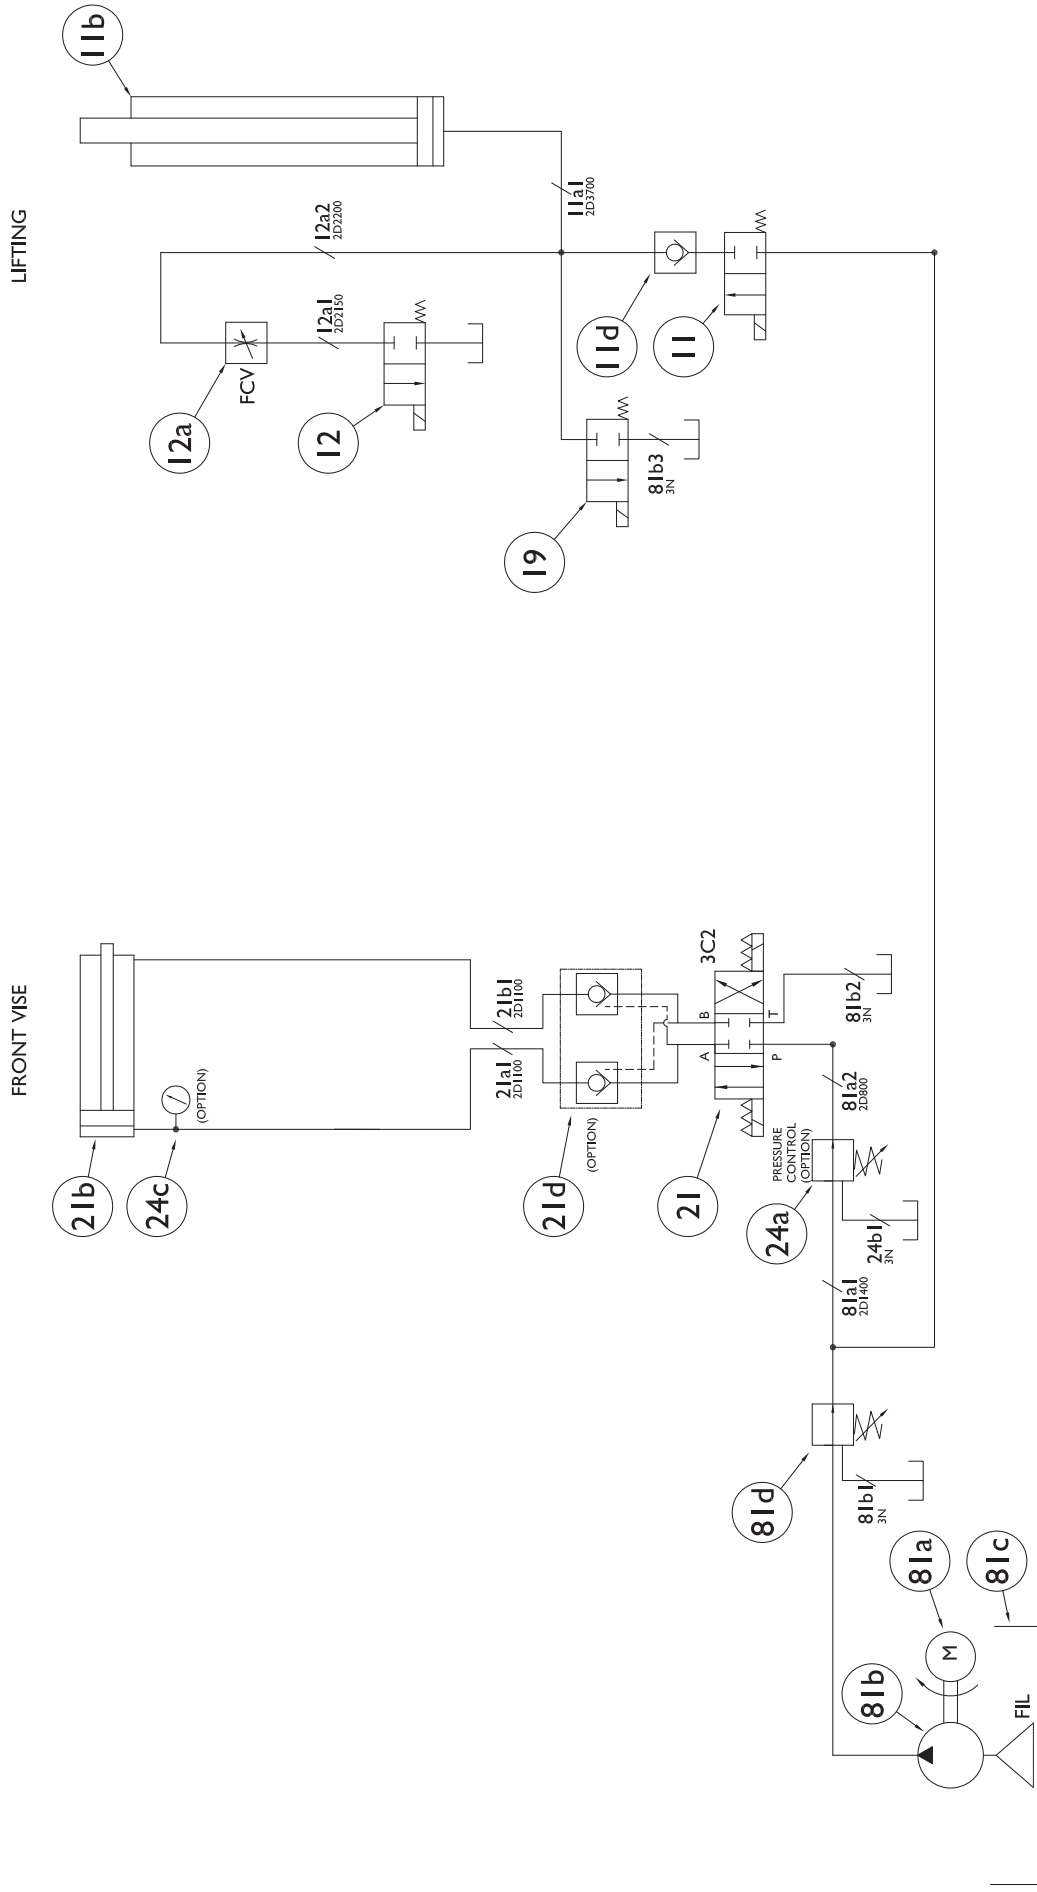 FRONT VISE
LIFTING
21b
24c
(OPTION)
11b
12a
FCV
12a2
2D2200
12a1
2D2150
12
11a1
2D3700
11d
11
19
81b3
3N
21a1
2D1100
21b1
2D1100
21d
(OPTION)
21
3C2
A
B
P
T
81b2
3N
81a2
2D800
PRESSURE
CONTROL
(OPTION)
24a
24b1
3N
81a1
2D1400
81d
81b1
3N
81b
81a
M
81c
FIL